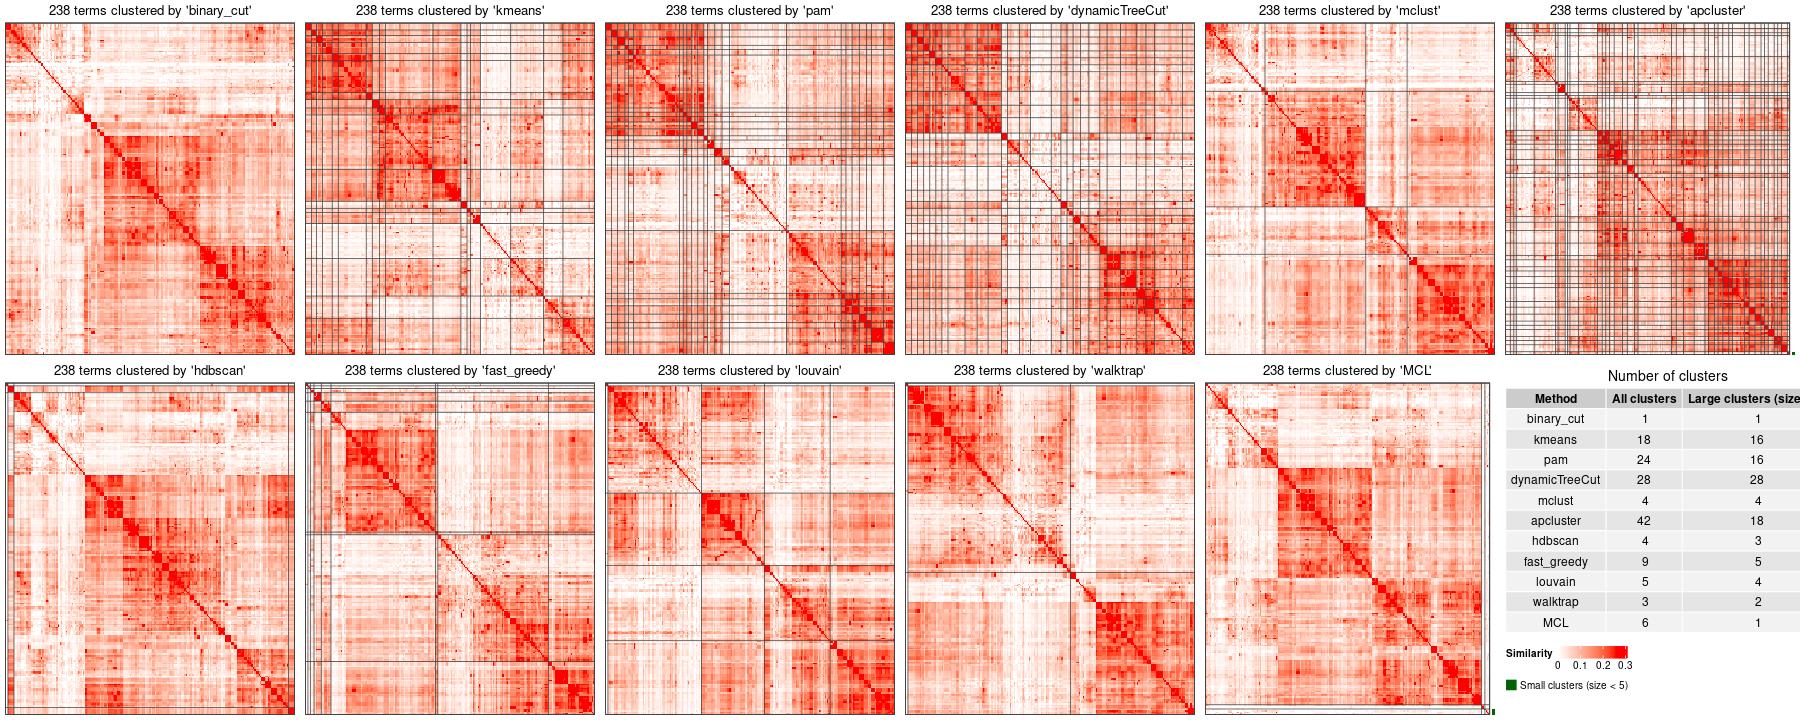 238 terms clustered by 'binary_cut'
238 terms clustered by 'kmeans'
238 terms clustered by 'pam'
238 terms clustered by 'dynamicTreeCut'
238 terms clustered by 'mclust'
238 terms clustered by 'apcluster'
238 terms clustered by 'hdbscan'
238 terms clustered by 'fast_greedy'
238 terms clustered by 'louvain'
238 terms clustered by 'walktrap'
238 terms clustered by 'MCL'
Number of clusters
Method All clusters Large clusters (size
binary_cut 1 1
kmeans 18 16
pam 24 16
dynamicTreeCut 28 28
mclust 4 4
apcluster 42 18
hdbscan 4 3
fast_greedy 9 5
louvain 5 4
walktrap 3 2
MCL 6 1
Similarity
0 0.1 0.2 0.3
Small clusters (size < 5)